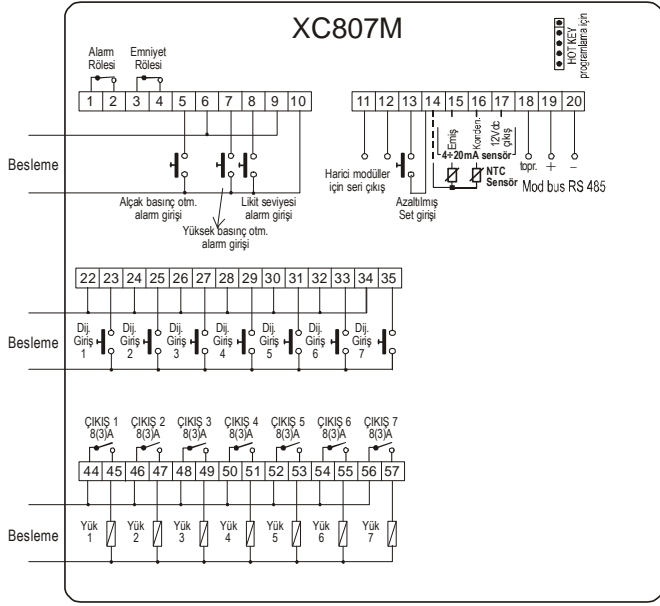 XC807M
HOT KEY
programlama için
Alarm
Rölesi
Emniyet
Rölesi
1 2 3 4 5 6 7 8 9 10
11 12 13 14 15 16 17 18 19 20
Besleme
Alçak basınç otm.
alarm girişi
Yüksek basınç otm.
alarm girişi
Likit seviyesi
alarm girişi
Harici modüller
için seri çıkış
Azaltılmış
Set girişi
Emiş
Konden.
12Vdc
çıkış
4÷20mA sensör
NTC
Sensör
topr. + -
Mod bus RS 485
22 23 24 25 26 27 28 29 30 31 32 33 34 35
Besleme
Dij.
Giriş
1
Dij.
Giriş
2
Dij.
Giriş
3
Dij.
Giriş
4
Dij.
Giriş
5
Dij.
Giriş
6
Dij.
Giriş
7
ÇIKIŞ 1
8(3)A
ÇIKIŞ 2
8(3)A
ÇIKIŞ 3
8(3)A
ÇIKIŞ 4
8(3)A
ÇIKIŞ 5
8(3)A
ÇIKIŞ 6
8(3)A
ÇIKIŞ 7
8(3)A
44 45 46 47 48 49 50 51 52 53 54 55 56 57
Besleme
Yük
1
Yük
2
Yük
3
Yük
4
Yük
5
Yük
6
Yük
7